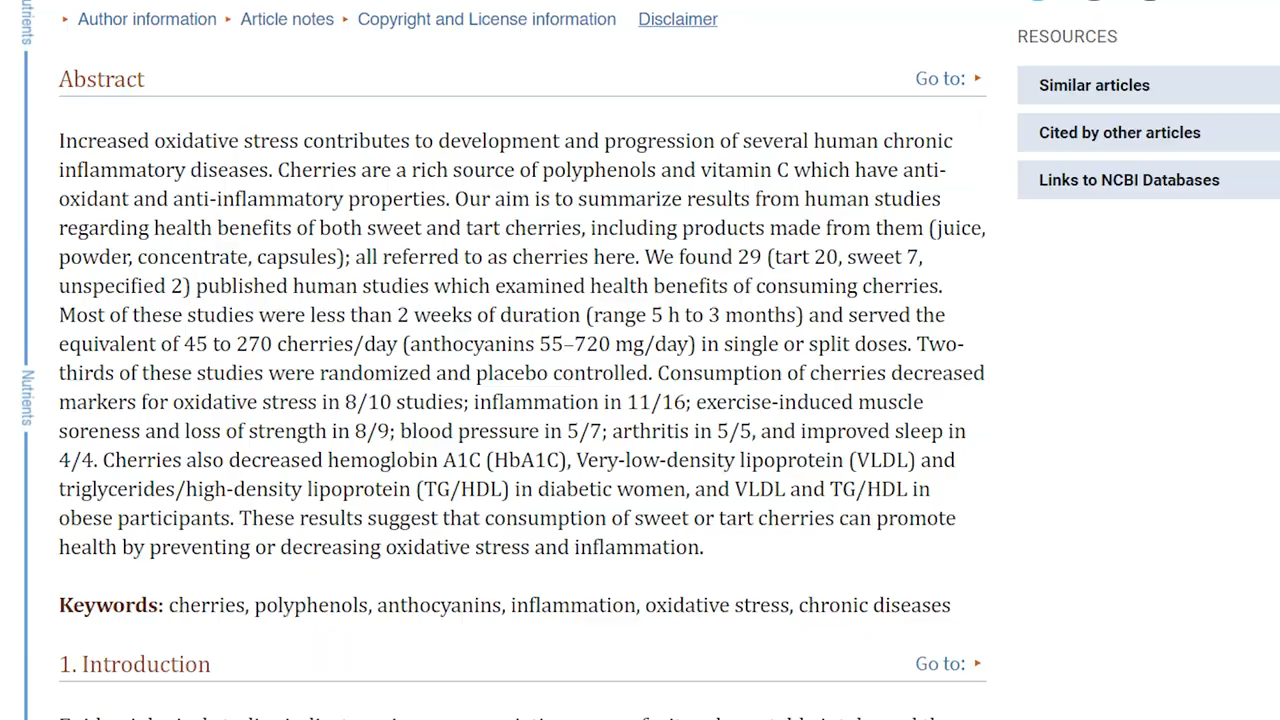 Author information
Article notes
Copyright and License information
Disclaimer
RESOURCES
Similar articles
Cited by other articles
Links to NCBI Databases
Nutrients
Abstract
Go to:
Increased oxidative stress contributes to development and progression of several human chronic
inflammatory diseases. Cherries are a rich source of polyphenols and vitamin C which have anti-
oxidant and anti-inflammatory properties. Our aim is to summarize results from human studies
regarding health benefits of both sweet and tart cherries, including products made from them (juice,
powder, concentrate, capsules); all referred to as cherries here. We found 29 (tart 20, sweet 7,
unspecified 2) published human studies which examined health benefits of consuming cherries.
Most of these studies were less than 2 weeks of duration (range 5 h to 3 months) and served the
equivalent of 45 to 270 cherries/day (anthocyanins 55–720 mg/day) in single or split doses. Two-
thirds of these studies were randomized and placebo controlled. Consumption of cherries decreased
markers for oxidative stress in 8/10 studies; inflammation in 11/16; exercise-induced muscle
soreness and loss of strength in 8/9; blood pressure in 5/7; arthritis in 5/5, and improved sleep in
4/4. Cherries also decreased hemoglobin A1C (HbA1C), Very-low-density lipoprotein (VLDL) and
triglycerides/high-density lipoprotein (TG/HDL) in diabetic women, and VLDL and TG/HDL in
obese participants. These results suggest that consumption of sweet or tart cherries can promote
health by preventing or decreasing oxidative stress and inflammation.
Keywords: cherries, polyphenols, anthocyanins, inflammation, oxidative stress, chronic diseases
1. Introduction
Go to: